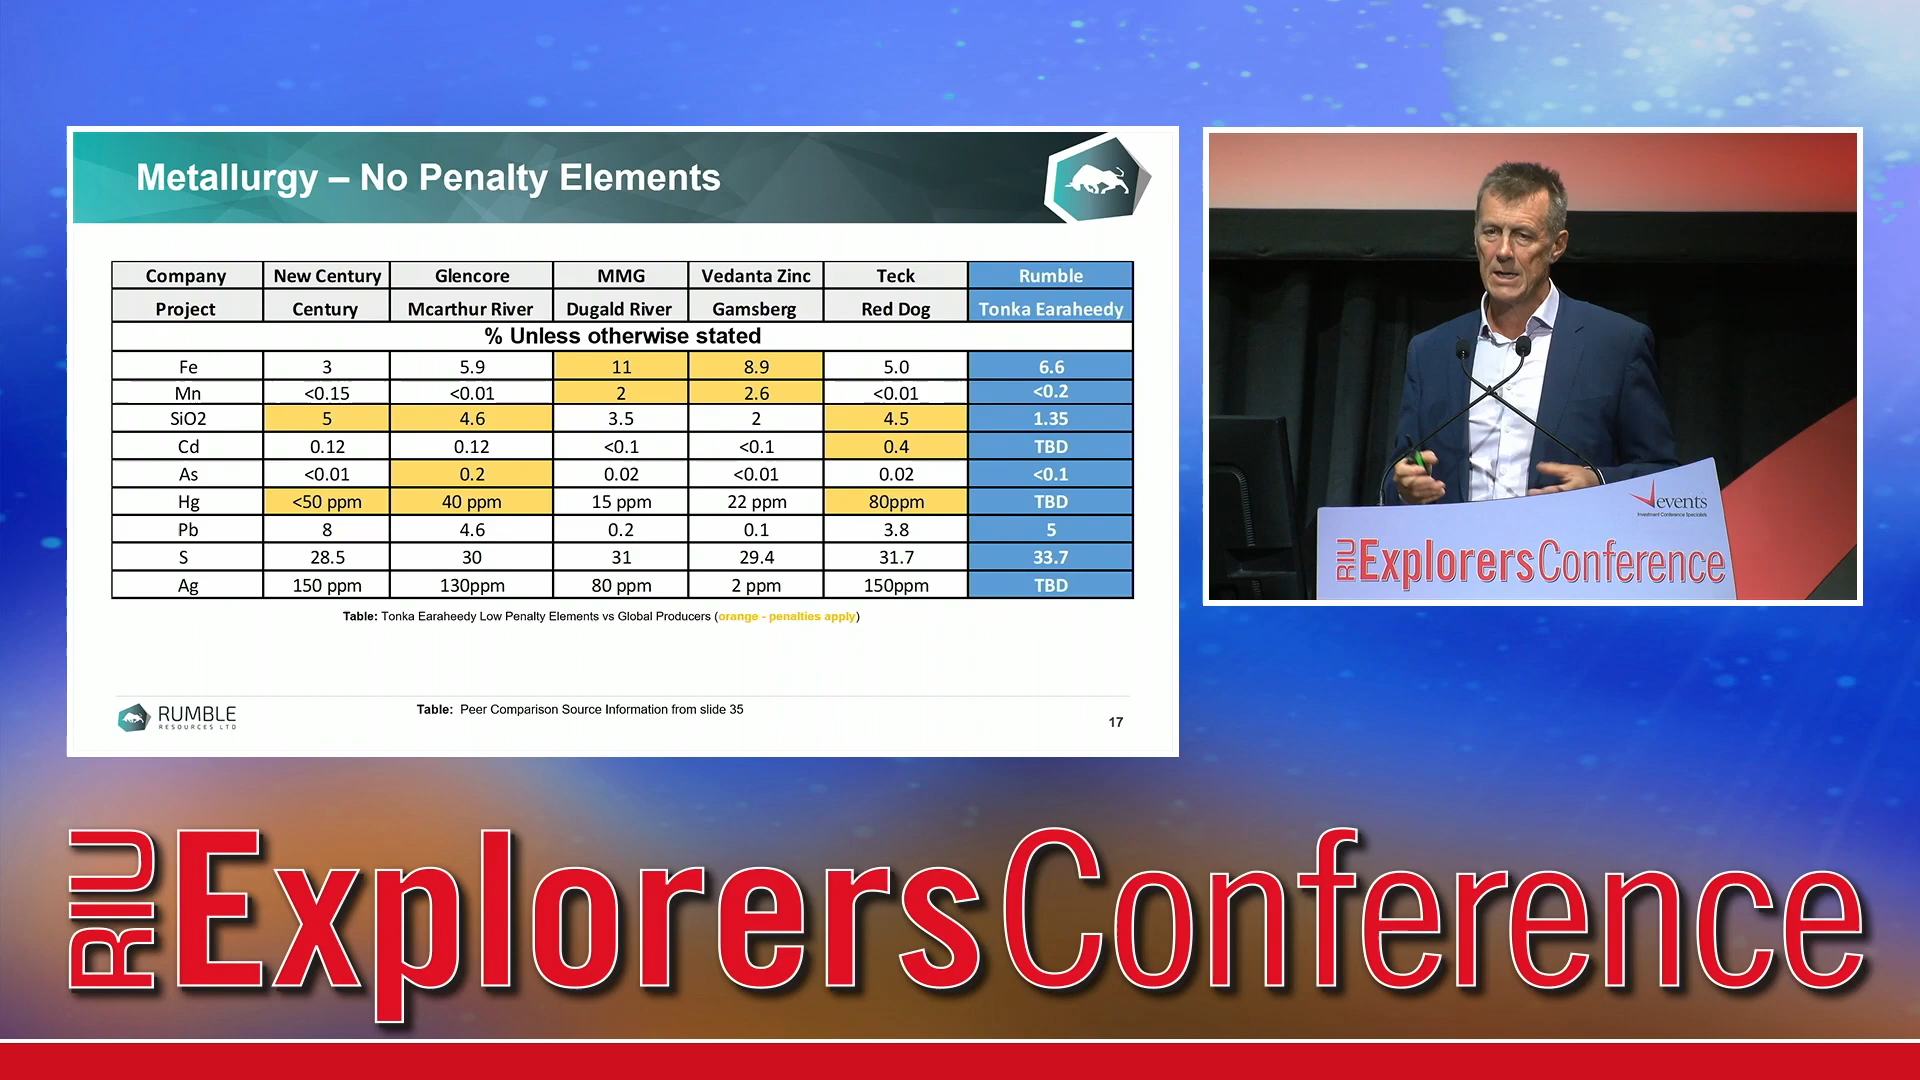 Metallurgy – No Penalty Elements
Company New Century Glencore MMG Vedanta Zinc Teck Rumble
Project Century Mcarthur River Dugald River Gamsberg Red Dog Tonka Earaheedy
% Unless otherwise stated
Fe 3 5.9 11 8.9 5.0 6.6
Mn <0.15 <0.01 2 2.6 <0.01 <0.2
SiO2 5 4.6 3.5 2 4.5 1.35
Cd 0.12 0.12 <0.1 <0.1 0.4 TBD
As <0.01 0.2 0.02 <0.01 0.02 <0.1
Hg <50 ppm 40 ppm 15 ppm 22 ppm 80ppm TBD
Pb 8 4.6 0.2 0.1 3.8 5
S 28.5 30 31 29.4 31.7 33.7
Ag 150 ppm 130ppm 80 ppm 2 ppm 150ppm TBD
Table: Tonka Earaheedy Low Penalty Elements vs Global Producers (orange - penalties apply)
RUMBLE
RESOURCES LTD
Table: Peer Comparison Source Information from slide 35
17
Vevents
Investment Conference Specialists
RIU ExplorersConference
RIU ExplorersConference